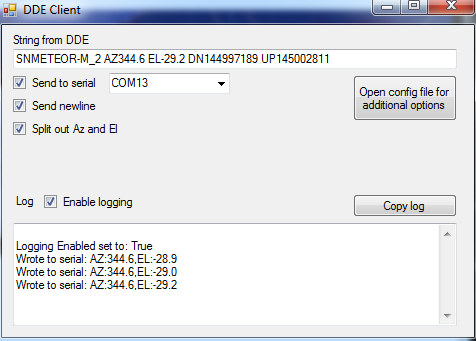 DDE Client
String from DDE
SNMETEOR-M_2 AZ344.6 EL-29.2 DN144997189 UP145002811
Send to serial COM13
Open config file for
additional options
Send newline
Split out Az and El
Log Enable logging
Copy log
Logging Enabled set to: True
Wrote to serial: AZ:344.6,EL:-28.9
Wrote to serial: AZ:344.6,EL:-29.0
Wrote to serial: AZ:344.6,EL:-29.2